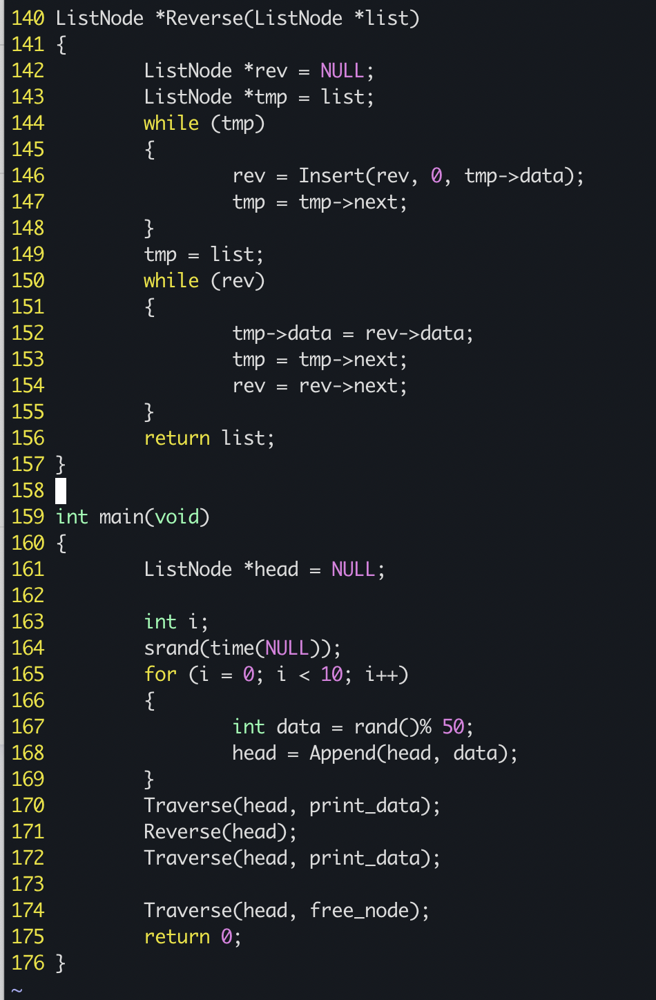 140 ListNode *Reverse(ListNode *list)
141 {
142         ListNode *rev = NULL;
143         ListNode *tmp = list;
144         while (tmp)
145         {
146                 rev = Insert(rev, 0, tmp->data);
147                 tmp = tmp->next;
148         }
149         tmp = list;
150         while (rev)
151         {
152                 tmp->data = rev->data;
153                 tmp = tmp->next;
154                 rev = rev->next;
155         }
156         return list;
157 }
158
159 int main(void)
160 {
161         ListNode *head = NULL;
162
163         int i;
164         srand(time(NULL));
165         for (i = 0; i < 10; i++)
166         {
167                 int data = rand()% 50;
168                 head = Append(head, data);
169         }
170         Traverse(head, print_data);
171         Reverse(head);
172         Traverse(head, print_data);
173
174         Traverse(head, free_node);
175         return 0;
176 }
~